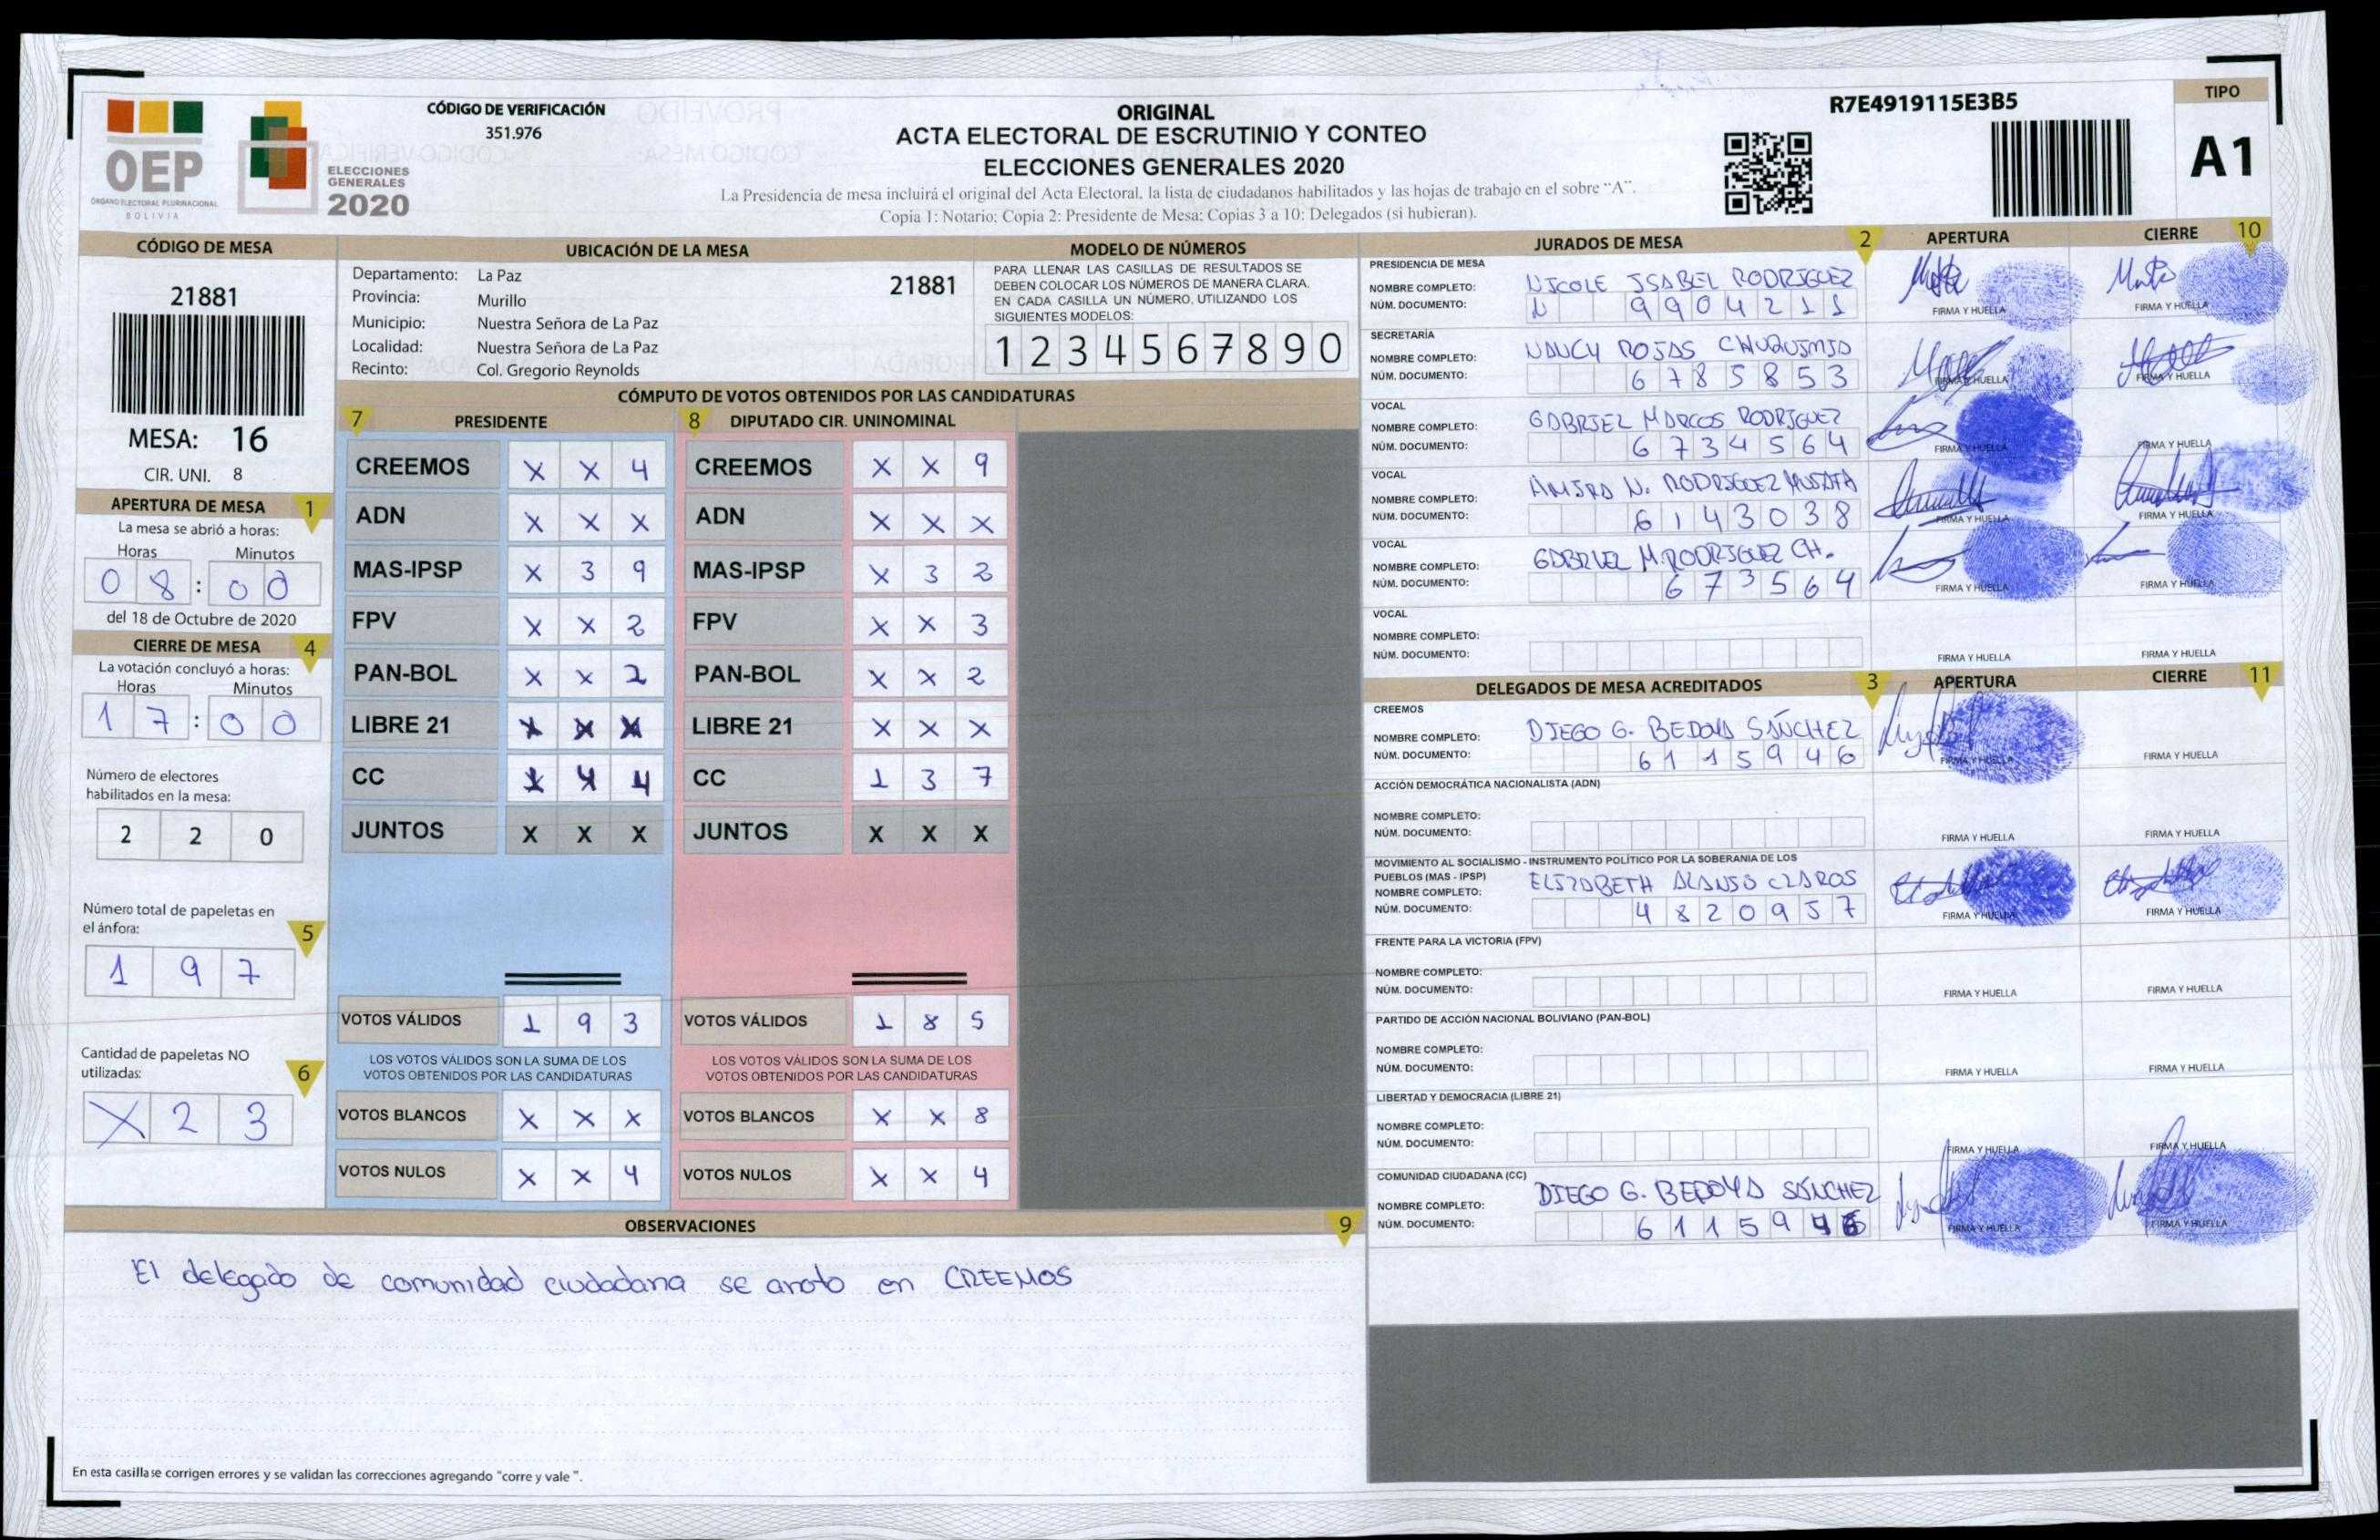 OEP
ÓRGANO ELECTORAL PLURINACIONAL
BOLIVIA
ELECCIONES
GENERALES
2020
CÓDIGO DE VERIFICACIÓN
351.976
ORIGINAL
ACTA ELECTORAL DE ESCRUTINIO Y CONTEO
ELECCIONES GENERALES 2020
La Presidencia de mesa incluirá el original del Acta Electoral, la lista de ciudadanos habilitados y las hojas de trabajo en el sobre "A".
Copia 1: Notario; Copia 2: Presidente de Mesa; Copias 3 a 10: Delegados (si hubieran).
R7E4919115E3B5
TIPO
A1
CÓDIGO DE MESA
21881
MESA: 16
CIR. UNI. 8
APERTURA DE MESA 1
La mesa se abrió a horas:
Horas Minutos
08:00
del 18 de Octubre de 2020
CIERRE DE MESA 4
La votación concluyó a horas:
Horas Minutos
17:00
Número de electores
habilitados en la mesa:
2 2 0
Número total de papeletas en
el ánfora: 5
1 9 7
Cantidad de papeletas NO
utilizadas: 6
X 2 3
UBICACIÓN DE LA MESA
Departamento: La Paz 21881
Provincia: Murillo
Municipio: Nuestra Señora de La Paz
Localidad: Nuestra Señora de La Paz
Recinto: Col. Gregorio Reynolds
MODELO DE NÚMEROS
PARA LLENAR LAS CASILLAS DE RESULTADOS SE
DEBEN COLOCAR LOS NÚMEROS DE MANERA CLARA.
EN CADA CASILLA UN NÚMERO, UTILIZANDO LOS
SIGUIENTES MODELOS:
1 2 3 4 5 6 7 8 9 0
CÓMPUTO DE VOTOS OBTENIDOS POR LAS CANDIDATURAS
7 PRESIDENTE 8 DIPUTADO CIR. UNINOMINAL
CREEMOS X X 4 CREEMOS X X 9
ADN X X X ADN X X X
MAS-IPSP X 3 9 MAS-IPSP X 3 2
FPV X X 2 FPV X X 3
PAN-BOL X X 2 PAN-BOL X X 2
LIBRE 21 X X X LIBRE 21 X X X
CC 1 4 4 CC 1 3 7
JUNTOS X X X JUNTOS X X X
VOTOS VÁLIDOS 1 9 3 VOTOS VÁLIDOS 1 8 5
LOS VOTOS VÁLIDOS SON LA SUMA DE LOS LOS VOTOS VÁLIDOS SON LA SUMA DE LOS
VOTOS OBTENIDOS POR LAS CANDIDATURAS VOTOS OBTENIDOS POR LAS CANDIDATURAS
VOTOS BLANCOS X X X VOTOS BLANCOS X X 8
VOTOS NULOS X X 4 VOTOS NULOS X X 4
OBSERVACIONES 9
El delegado de comunidad ciudadana se anoto en CREEMOS
En esta casilla se corrigen errores y se validan las correcciones agregando "corre y vale ".
JURADOS DE MESA 2 APERTURA CIERRE 10
PRESIDENCIA DE MESA
NOMBRE COMPLETO: NICOLE ISABEL RODRIGUEZ
NÚM. DOCUMENTO: 9904211
FIRMA Y HUELLA FIRMA Y HUELLA
SECRETARÍA
NOMBRE COMPLETO: NANCY ROJAS CHUQUIMIA
NÚM. DOCUMENTO: 6785853
FIRMA Y HUELLA FIRMA Y HUELLA
VOCAL
NOMBRE COMPLETO: GABRIEL MARCOS RODRIGUEZ
NÚM. DOCUMENTO: 6734564
FIRMA Y HUELLA FIRMA Y HUELLA
VOCAL
NOMBRE COMPLETO: AMIRA N. RODRIGUEZ MUSTAFA
NÚM. DOCUMENTO: 6143038
FIRMA Y HUELLA FIRMA Y HUELLA
VOCAL
NOMBRE COMPLETO: GABRIEL M. RODRIGUEZ CH.
NÚM. DOCUMENTO: 673564
FIRMA Y HUELLA FIRMA Y HUELLA
VOCAL
NOMBRE COMPLETO:
NÚM. DOCUMENTO:
FIRMA Y HUELLA FIRMA Y HUELLA
DELEGADOS DE MESA ACREDITADOS 3 APERTURA CIERRE 11
CREEMOS
NOMBRE COMPLETO: DIEGO G. BEDOYA SANCHEZ
NÚM. DOCUMENTO: 6115946
FIRMA Y HUELLA FIRMA Y HUELLA
ACCIÓN DEMOCRÁTICA NACIONALISTA (ADN)
NOMBRE COMPLETO:
NÚM. DOCUMENTO:
FIRMA Y HUELLA FIRMA Y HUELLA
MOVIMIENTO AL SOCIALISMO - INSTRUMENTO POLÍTICO POR LA SOBERANIA DE LOS
PUEBLOS (MAS - IPSP)
NOMBRE COMPLETO: ELIZABETH ALANSO CLAROS
NÚM. DOCUMENTO: 4820957
FIRMA Y HUELLA FIRMA Y HUELLA
FRENTE PARA LA VICTORIA (FPV)
NOMBRE COMPLETO:
NÚM. DOCUMENTO:
FIRMA Y HUELLA FIRMA Y HUELLA
PARTIDO DE ACCIÓN NACIONAL BOLIVIANO (PAN-BOL)
NOMBRE COMPLETO:
NÚM. DOCUMENTO:
FIRMA Y HUELLA FIRMA Y HUELLA
LIBERTAD Y DEMOCRACIA (LIBRE 21)
NOMBRE COMPLETO:
NÚM. DOCUMENTO:
FIRMA Y HUELLA FIRMA Y HUELLA
COMUNIDAD CIUDADANA (CC)
NOMBRE COMPLETO: DIEGO G. BEDOYA SANCHEZ
NÚM. DOCUMENTO: 6115946
FIRMA Y HUELLA FIRMA Y HUELLA